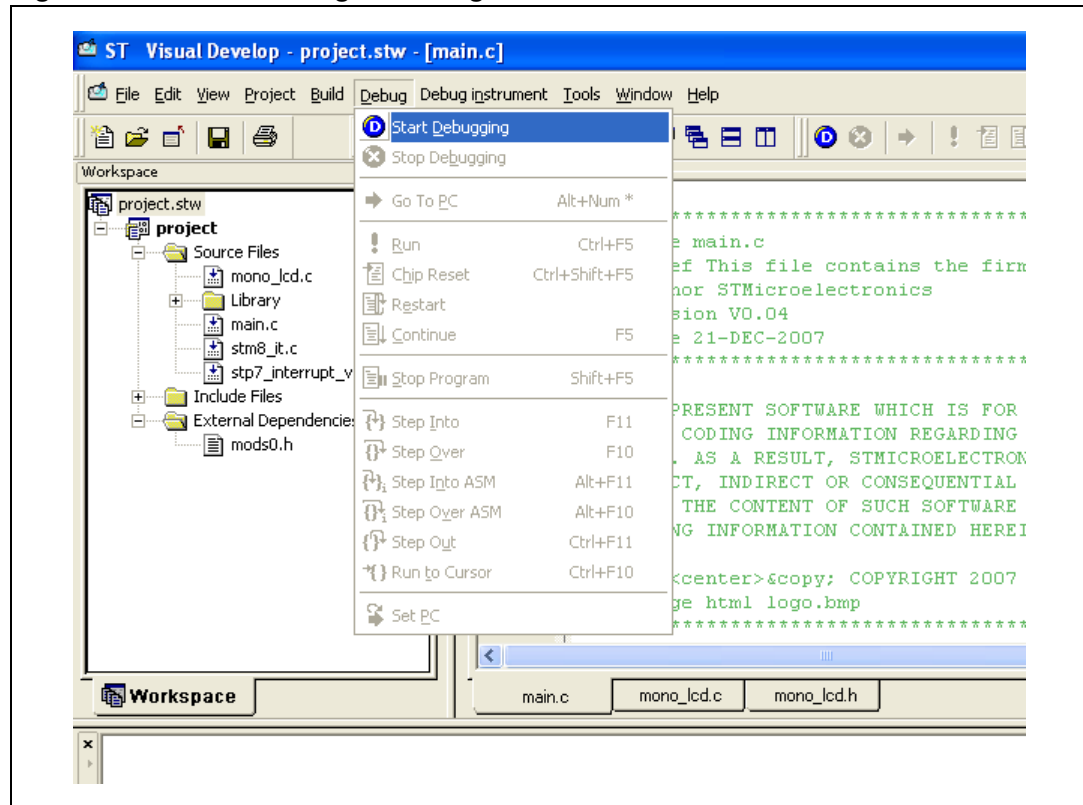 ST Visual Develop - project.stw - [main.c]
File Edit View Project Build Debug Debug instrument Tools Window Help
Start Debugging
Stop Debugging
Go To PC Alt+Num *
Run Ctrl+F5
Chip Reset Ctrl+Shift+F5
Restart
Continue F5
Stop Program Shift+F5
Step Into F11
Step Over F10
Step Into ASM Alt+F11
Step Over ASM Alt+F10
Step Out Ctrl+F11
Run to Cursor Ctrl+F10
Set PC
Workspace
project.stw
project
Source Files
mono_lcd.c
Library
main.c
stm8_it.c
stp7_interrupt_v
Include Files
External Dependencie
mods0.h
*****************************
e main.c
ef This file contains the firm
hor STMicroelectronics
sion V0.04
e 21-DEC-2007
*****************************
PRESENT SOFTWARE WHICH IS FOR
CODING INFORMATION REGARDING
. AS A RESULT, STMICROELECTRON
CT, INDIRECT OR CONSEQUENTIAL
THE CONTENT OF SUCH SOFTWARE
NG INFORMATION CONTAINED HEREI
<center>&copy; COPYRIGHT 2007
ge html logo.bmp
*****************************
Workspace
main.c mono_lcd.c mono_lcd.h